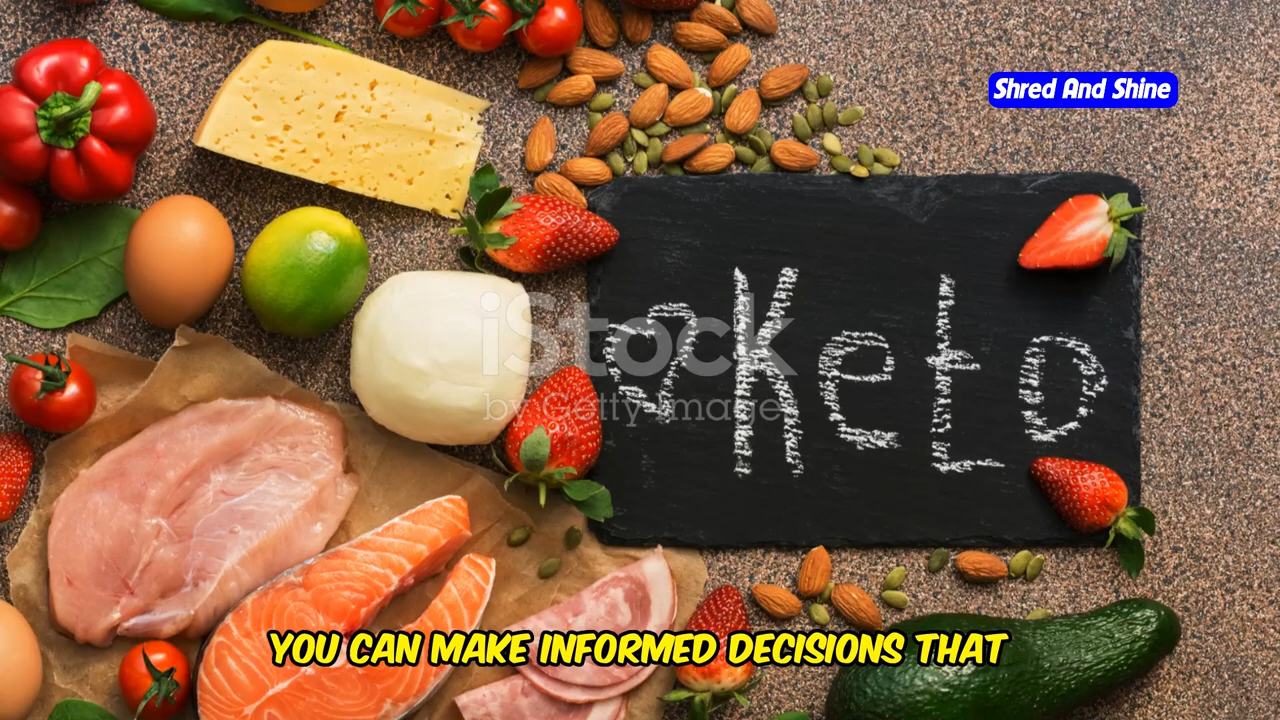 Shred And Shine
iStock
by Getty Images
Keto
YOU CAN MAKE INFORMED DECISIONS THAT